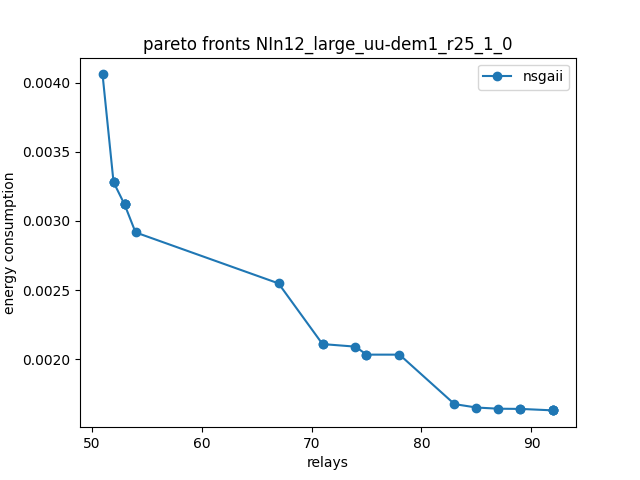 pareto fronts NIn12_large_uu-dem1_r25_1_0
nsgaii
energy consumption
0.0040
0.0035
0.0030
0.0025
0.0020
50 60 70 80 90
relays